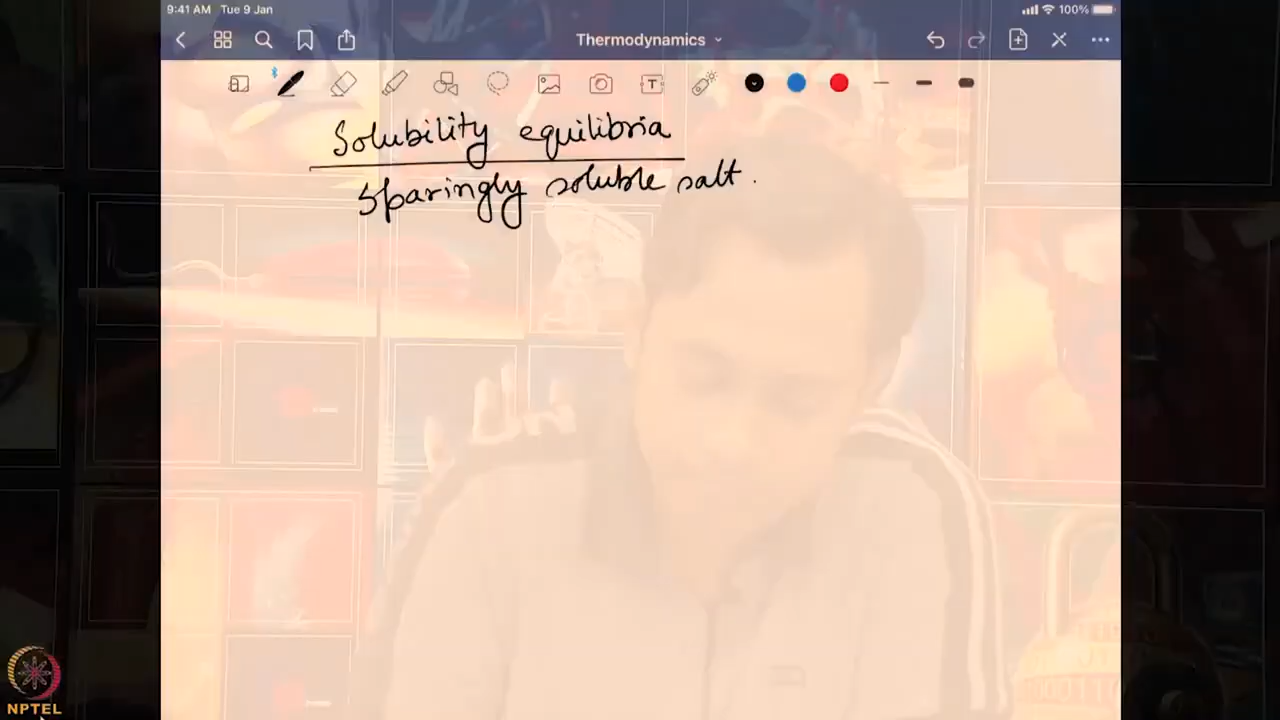 9:41 AM Tue 9 Jan
100%
Thermodynamics
T
Solubility equilibria
Sparingly soluble salt.
NPTEL